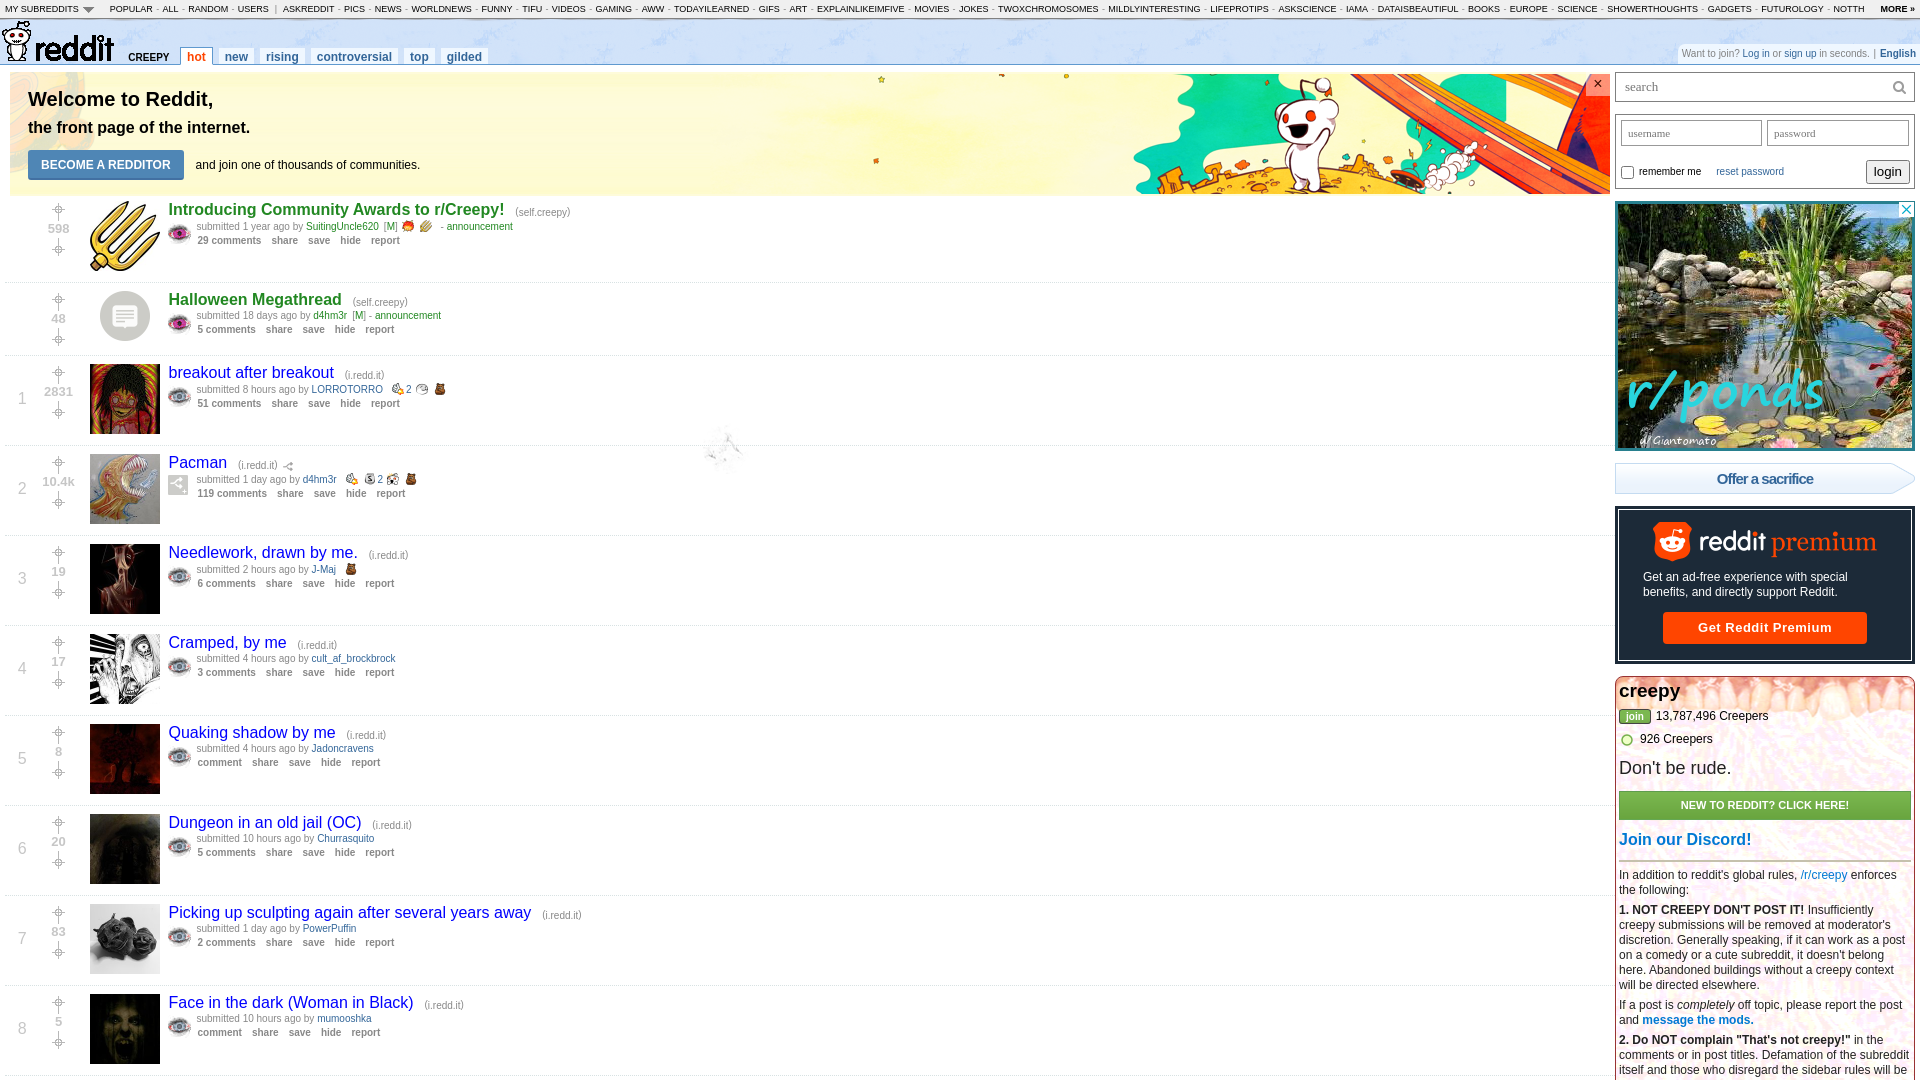 MY SUBREDDITS POPULAR - ALL - RANDOM - USERS | ASKREDDIT - PICS - NEWS - WORLDNEWS - FUNNY - TIFU - VIDEOS - GAMING - AWW - TODAYILEARNED - GIFS - ART - EXPLAINLIKEIMFIVE - MOVIES - JOKES - TWOXCHROMOSOMES - MILDLYINTERESTING - LIFEPROTIPS - ASKSCIENCE - IAMA - DATAISBEAUTIFUL - BOOKS - EUROPE - SCIENCE - SHOWERTHOUGHTS - GADGETS - FUTUROLOGY - NOTTH MORE »
reddit CREEPY hot new rising controversial top gilded
Want to join? Log in or sign up in seconds. | English
Welcome to Reddit,
the front page of the internet.
BECOME A REDDITOR and join one of thousands of communities.
×
598
Introducing Community Awards to r/Creepy! (self.creepy)
submitted 1 year ago by SuitingUncle620 [M] - announcement
29 comments share save hide report
48
Halloween Megathread (self.creepy)
submitted 18 days ago by d4hm3r [M] - announcement
5 comments share save hide report
1
2831
breakout after breakout (i.redd.it)
submitted 8 hours ago by LORROTORRO 2
51 comments share save hide report
2
10.4k
Pacman (i.redd.it)
submitted 1 day ago by d4hm3r 2
119 comments share save hide report
3
19
Needlework, drawn by me. (i.redd.it)
submitted 2 hours ago by J-Maj
6 comments share save hide report
4
17
Cramped, by me (i.redd.it)
submitted 4 hours ago by cult_af_brockbrock
3 comments share save hide report
5
8
Quaking shadow by me (i.redd.it)
submitted 4 hours ago by Jadoncravens
comment share save hide report
6
20
Dungeon in an old jail (OC) (i.redd.it)
submitted 10 hours ago by Churrasquito
5 comments share save hide report
7
83
Picking up sculpting again after several years away (i.redd.it)
submitted 1 day ago by PowerPuffin
2 comments share save hide report
8
5
Face in the dark (Woman in Black) (i.redd.it)
submitted 10 hours ago by mumooshka
comment share save hide report
search
username password
remember me reset password login
r/ponds
u/Giantomato
Offer a sacrifice
reddit premium
Get an ad-free experience with special
benefits, and directly support Reddit.
Get Reddit Premium
creepy
join 13,787,496 Creepers
926 Creepers
Don't be rude.
NEW TO REDDIT? CLICK HERE!
Join our Discord!
In addition to reddit's global rules, /r/creepy enforces
the following:
1. NOT CREEPY DON'T POST IT! Insufficiently
creepy submissions will be removed at moderator's
discretion. Generally speaking, if it can work as a post
on a comedy or a cute subreddit, it doesn't belong
here. Abandoned buildings without a creepy context
will be directed elsewhere.
If a post is completely off topic, please report the post
and message the mods.
2. Do NOT complain "That's not creepy!" in the
comments or in post titles. Defamation of the subreddit
itself and those who disregard the sidebar rules will be